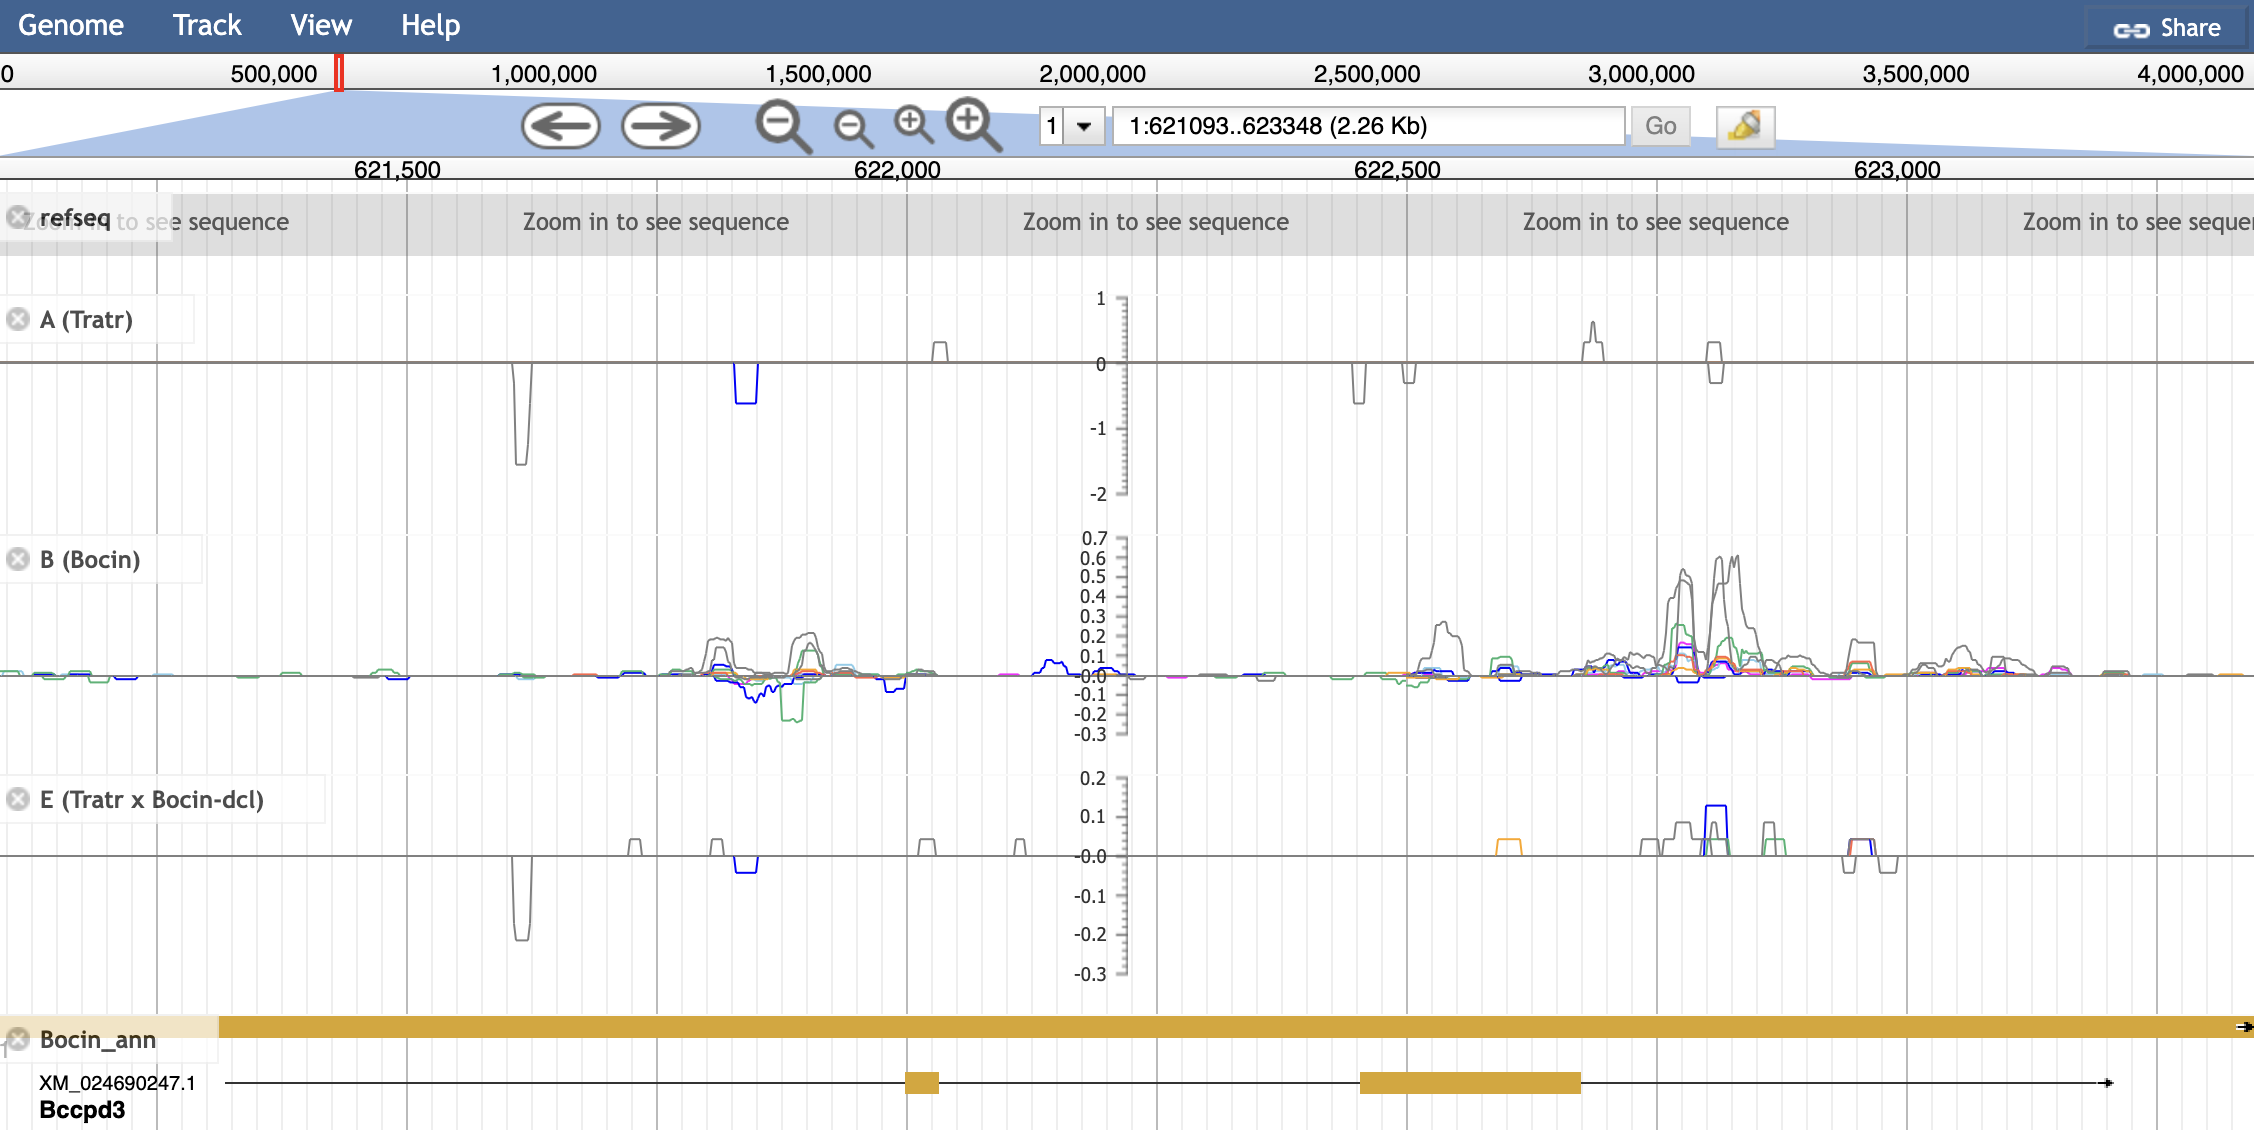 Genome Track View Help Share
0 500,000 1,000,000 1,500,000 2,000,000 2,500,000 3,000,000 3,500,000 4,000,000
1 1:621093..623348 (2.26 Kb) Go
621,500 622,000 622,500 623,000
refseq Zoom in to see sequence Zoom in to see sequence Zoom in to see sequence Zoom in to see sequence Zoom in to see seque
A (Tratr)
1
0
-1
-2
B (Bocin)
0.7
0.6
0.5
0.4
0.3
0.2
0.1
-0.0
-0.1
-0.2
-0.3
E (Tratr x Bocin-dcl)
0.2
0.1
-0.0
-0.1
-0.2
-0.3
Bocin_ann
XM_024690247.1
Bccpd3